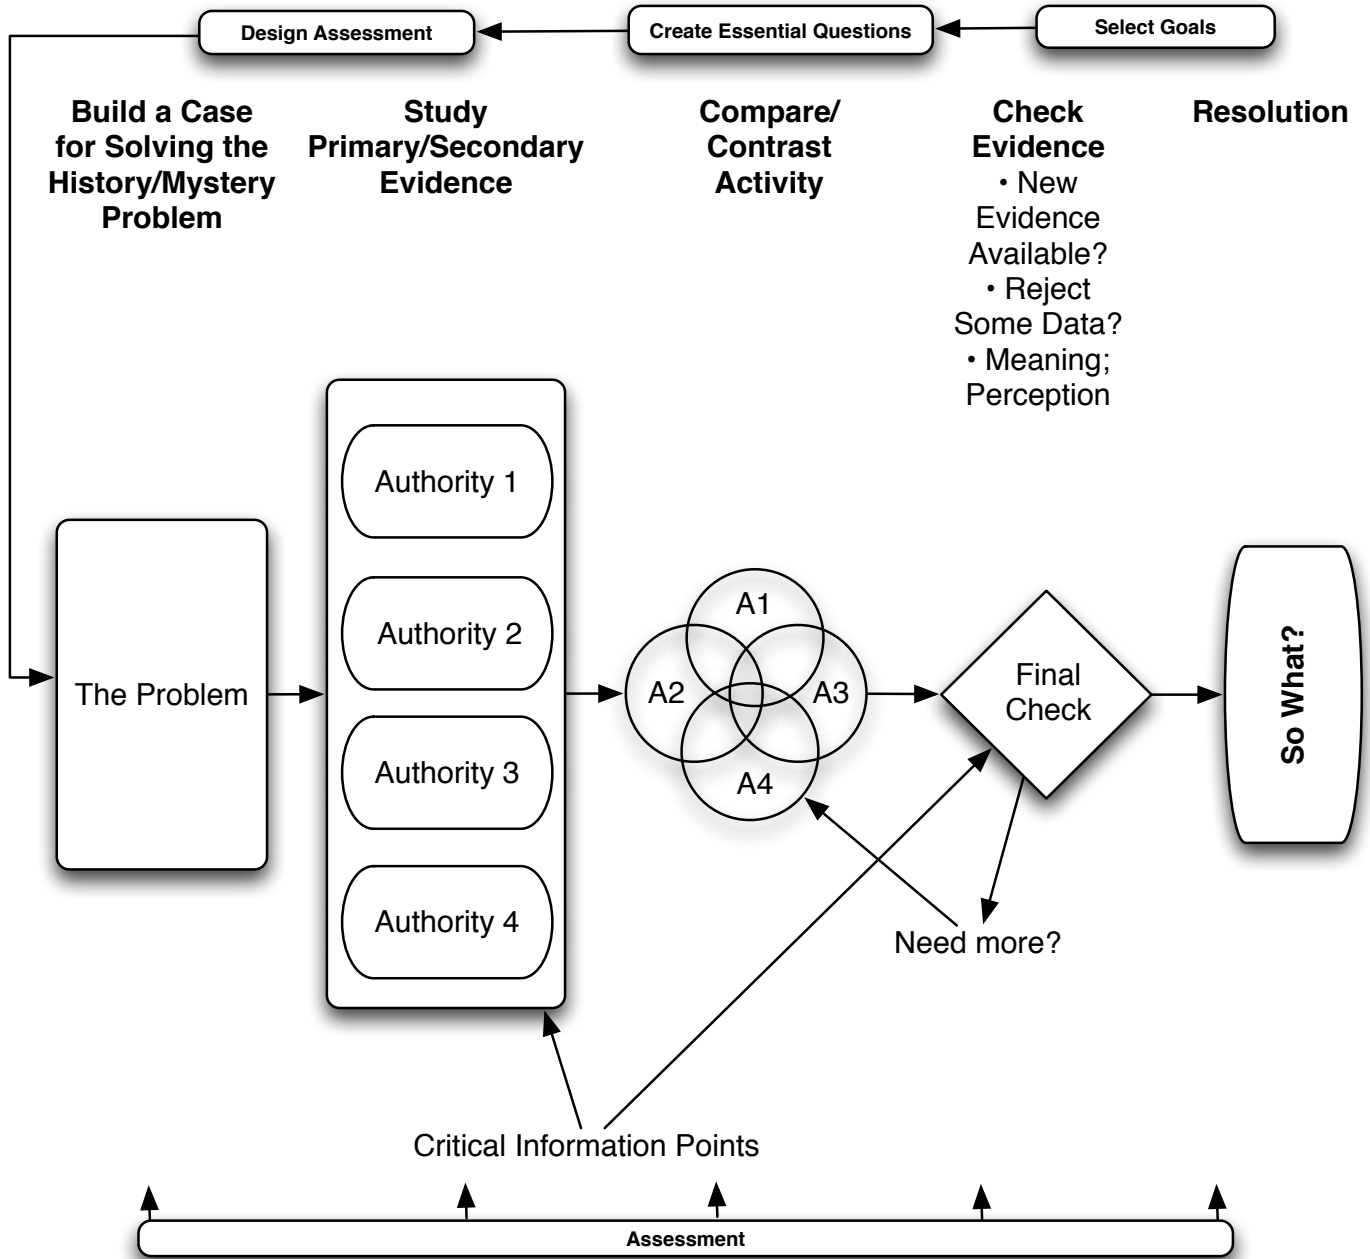 Design Assessment
Create Essential Questions
Select Goals
Build a Case
for Solving the
History/Mystery
Problem
Study
Primary/Secondary
Evidence
Compare/
Contrast
Activity
Check
Evidence
• New
Evidence
Available?
• Reject
Some Data?
• Meaning;
Perception
Resolution
The Problem
Authority 1
Authority 2
Authority 3
Authority 4
A1
A2
A3
A4
Final
Check
So What?
Need more?
Critical Information Points
Assessment